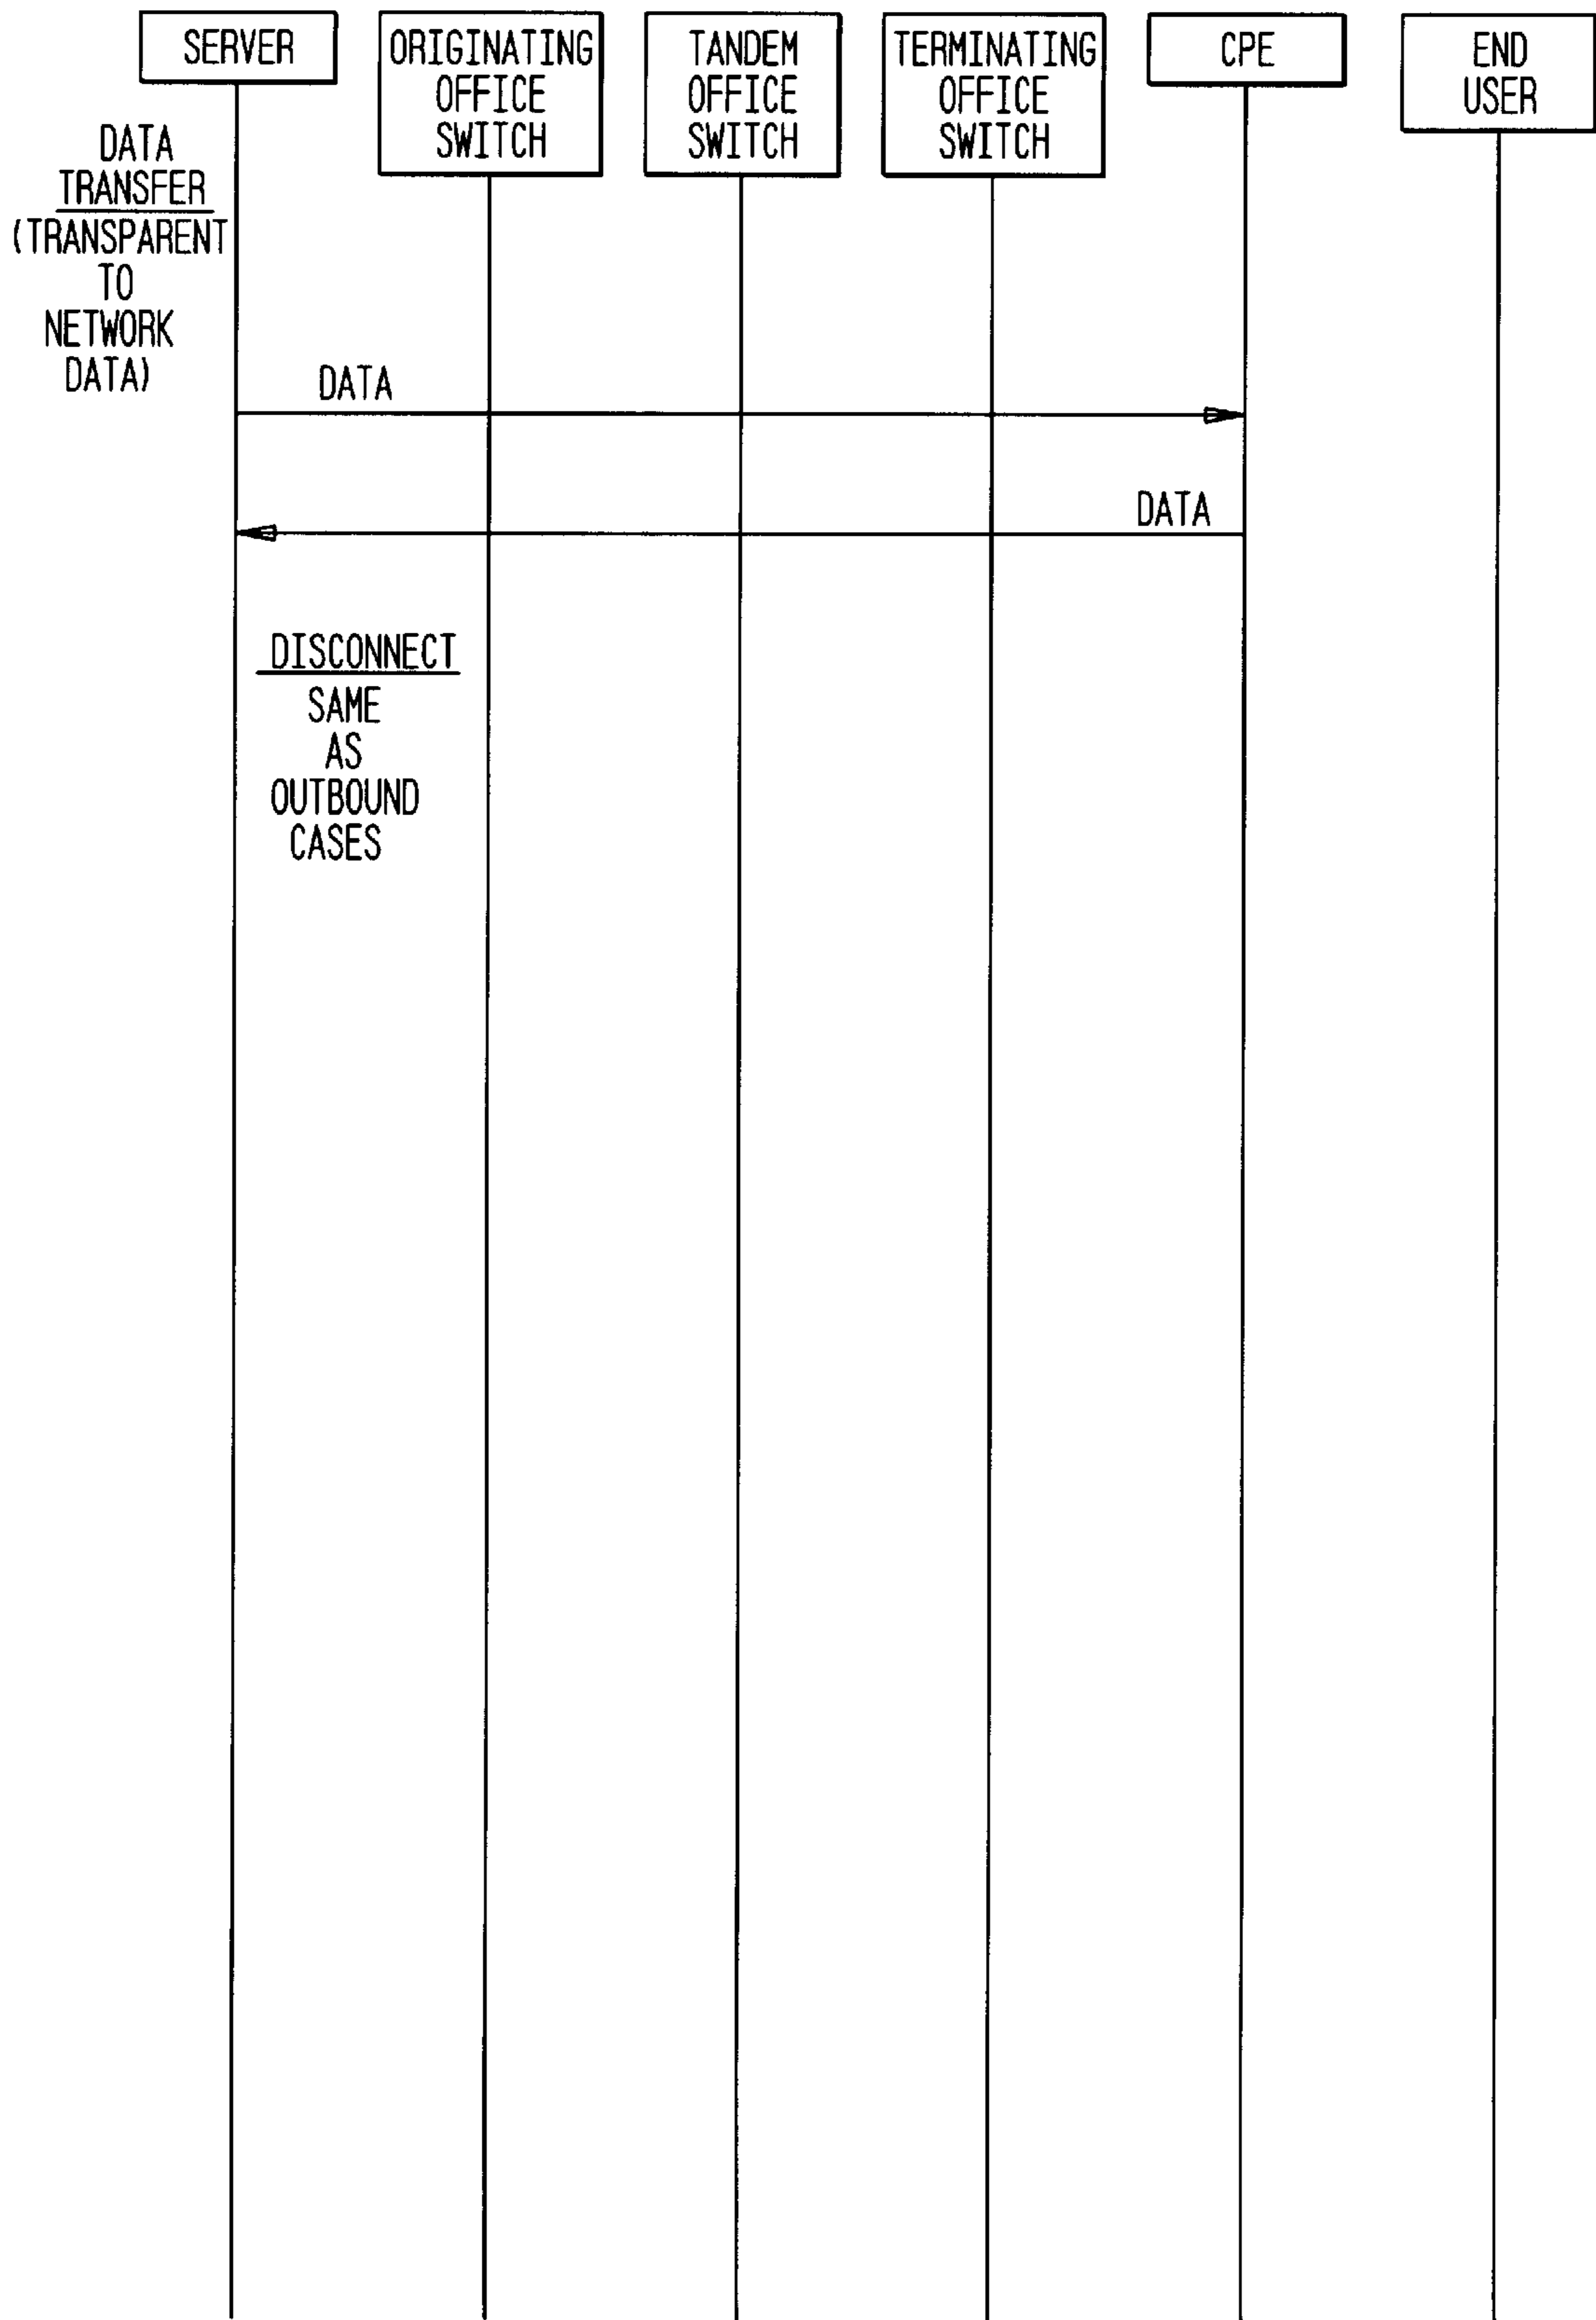 SERVER
ORIGINATING
OFFICE
SWITCH
TANDEM
OFFICE
SWITCH
TERMINATING
OFFICE
SWITCH
CPE
END
USER
DATA
TRANSFER
(TRANSPARENT
TO
NETWORK
DATA)
DATA
DATA
DISCONNECT
SAME
AS
OUTBOUND
CASES